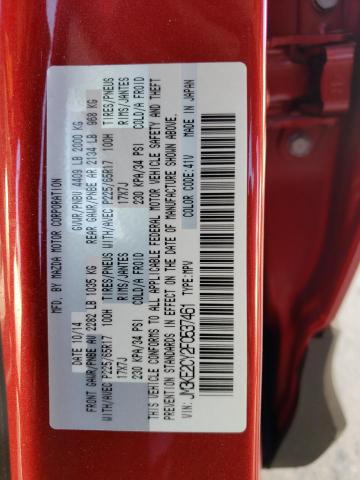 MFD. BY MAZDA MOTOR CORPORATION
DATE 10/14 GVWR/PNBV 4409 LB 2000 KG
FRONT GAWR/PNBE AV 2282 LB 1035 KG REAR GAWR/PNBE AR 2134 LB 968 KG
WITH/AVEC P225/65R17 100H TIRES/PNEUS WITH/AVEC P225/65R17 100H TIRES/PNEUS
17X7J RIMS/JANTES 17X7J RIMS/JANTES
230 KPA/34 PSI COLD/A FROID 230 KPA/34 PSI COLD/A FROID
THIS VEHICLE CONFORMS TO ALL APPLICABLE FEDERAL MOTOR VEHICLE SAFETY AND THEFT
PREVENTION STANDARDS IN EFFECT ON THE DATE OF MANUFACTURE SHOWN ABOVE.
VIN: JM3KE2CY2F0537461 TYPE: MPV 41V MADE IN JAPAN